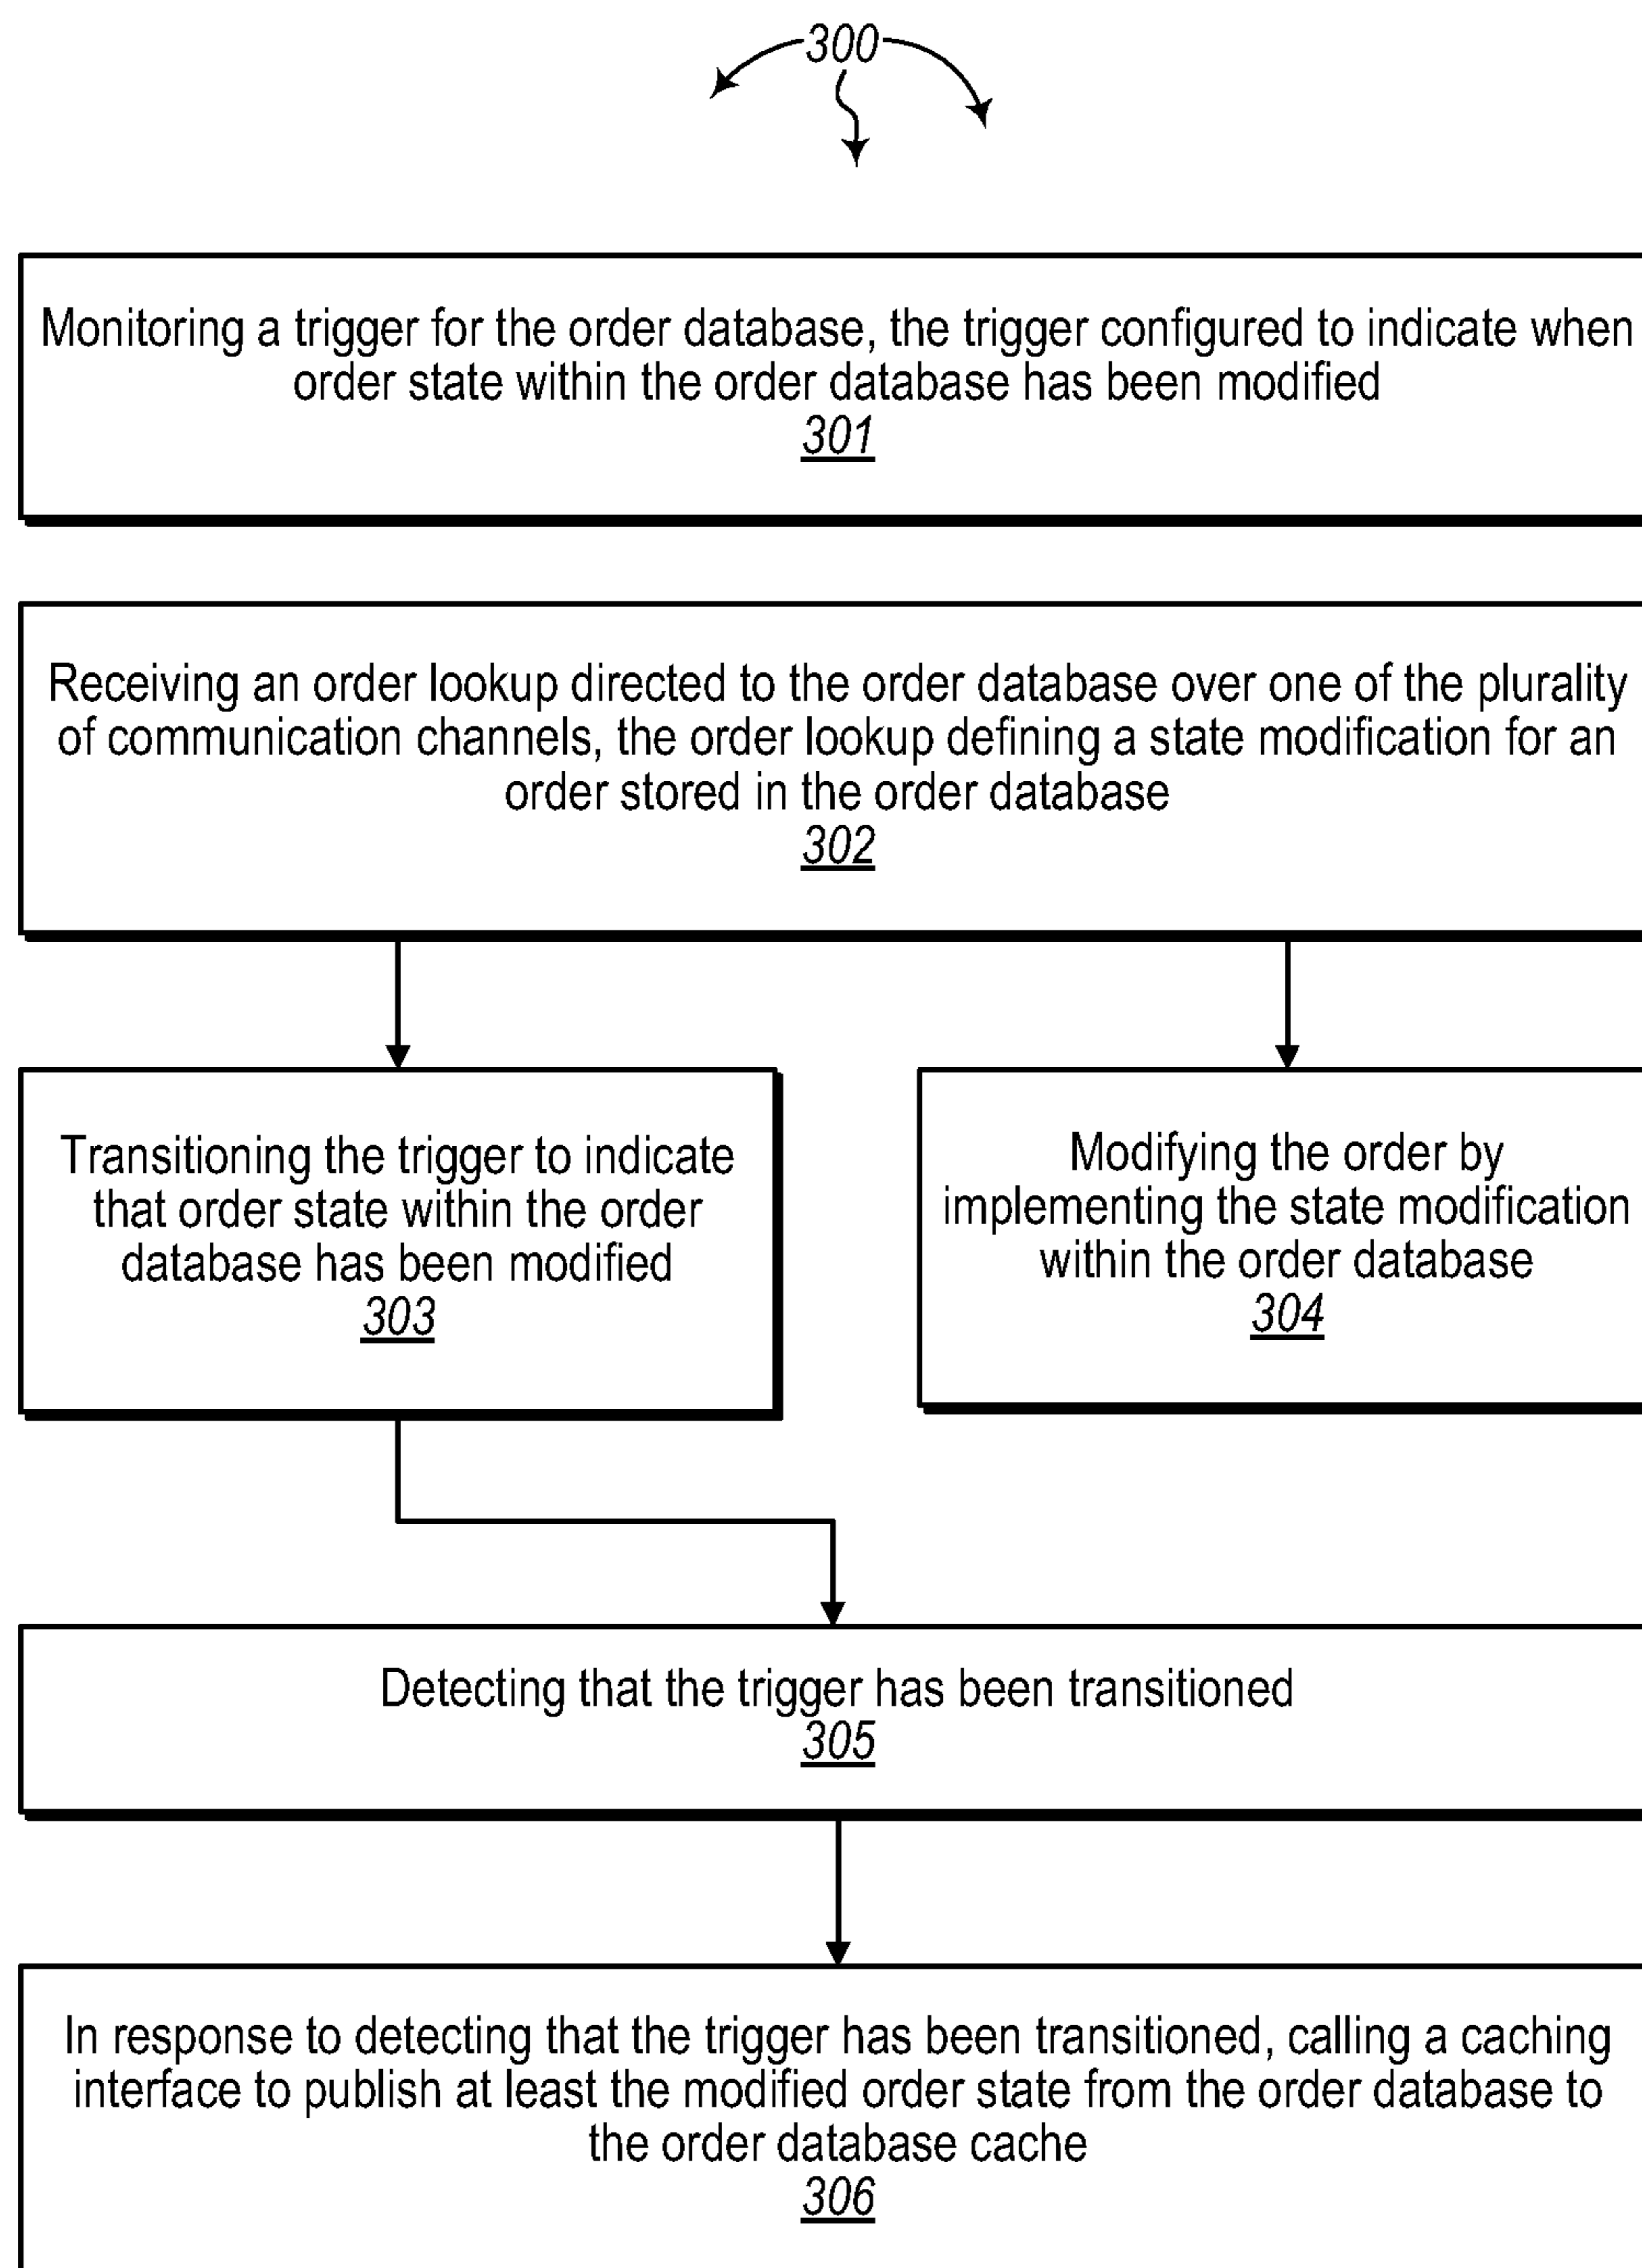 300
Monitoring a trigger for the order database, the trigger configured to indicate when
order state within the order database has been modified
301
Receiving an order lookup directed to the order database over one of the plurality
of communication channels, the order lookup defining a state modification for an
order stored in the order database
302
Transitioning the trigger to indicate
that order state within the order
database has been modified
303
Modifying the order by
implementing the state modification
within the order database
304
Detecting that the trigger has been transitioned
305
In response to detecting that the trigger has been transitioned, calling a caching
interface to publish at least the modified order state from the order database to
the order database cache
306